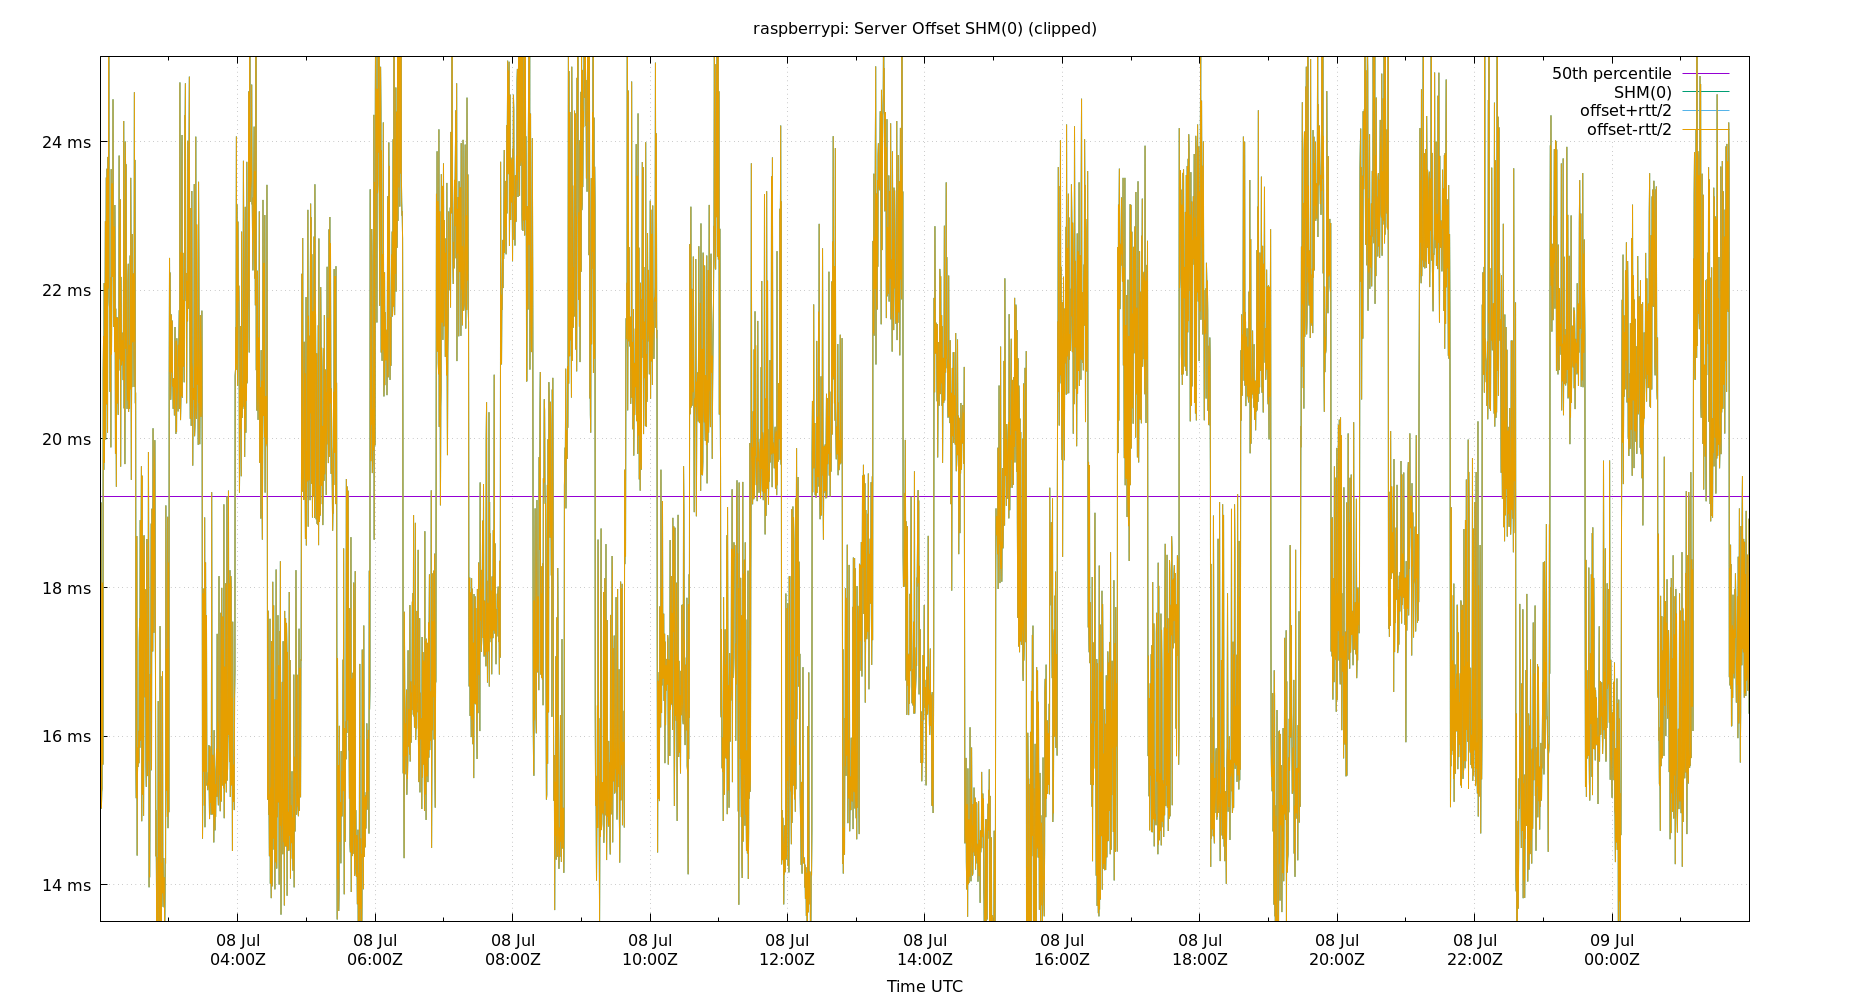 raspberrypi: Server Offset SHM(0) (clipped)
50th percentile
SHM(0)
offset+rtt/2
offset-rtt/2
24 ms
22 ms
20 ms
18 ms
16 ms
14 ms
08 Jul 08 Jul 08 Jul 08 Jul 08 Jul 08 Jul 08 Jul 08 Jul 08 Jul 08 Jul 09 Jul
04:00Z 06:00Z 08:00Z 10:00Z 12:00Z 14:00Z 16:00Z 18:00Z 20:00Z 22:00Z 00:00Z
Time UTC